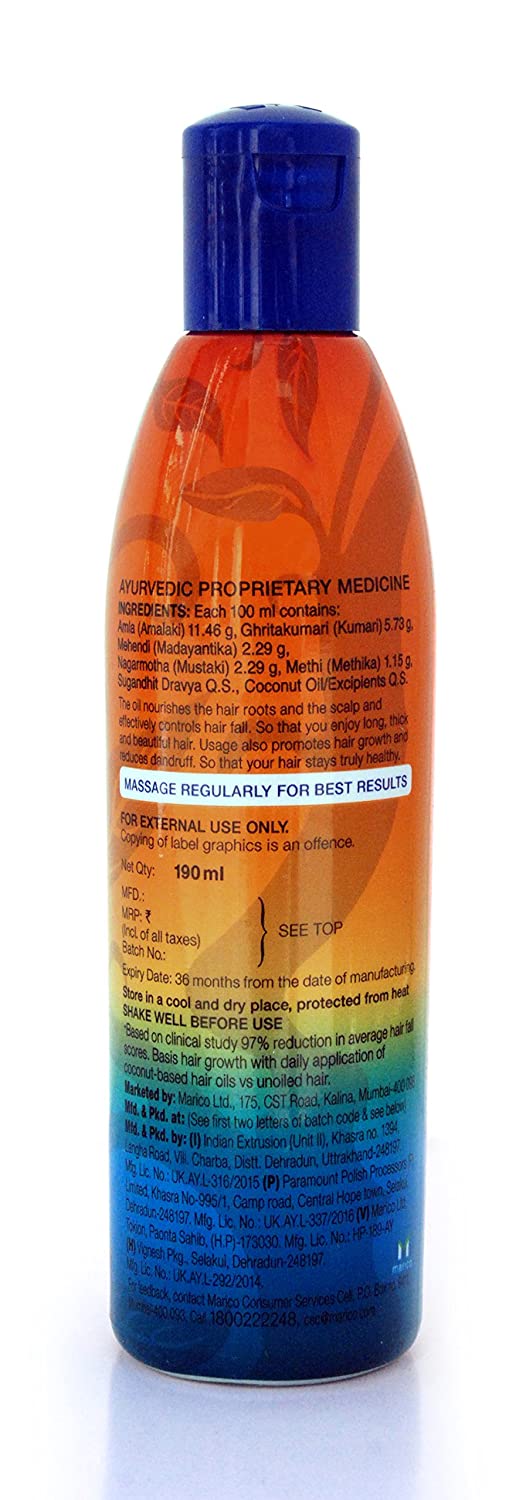 AYURVEDIC PROPRIETARY MEDICINE
INGREDIENTS: Each 100 ml contains:
Amla (Amalaki) 11.46 g, Ghritakumari (Kumari) 5.73 g,
Mehendi (Madayantika) 2.29 g,
Nagarmotha (Mustaki) 2.29 g, Methi (Methika) 1.15 g,
Sugandhit Dravya Q.S., Coconut Oil/Excipients Q.S.
The oil nourishes the hair roots and the scalp and
effectively controls hair fall. So that you enjoy long, thick
and beautiful hair. Usage also promotes hair growth and
reduces dandruff. So that your hair stays truly healthy.
MASSAGE REGULARLY FOR BEST RESULTS
FOR EXTERNAL USE ONLY.
Copying of label graphics is an offence.
Net Qty: 190 ml
MFD.:
MRP: ₹
(Incl. of all taxes)
Batch No.:
SEE TOP
Expiry Date: 36 months from the date of manufacturing.
Store in a cool and dry place, protected from heat
SHAKE WELL BEFORE USE
*Based on clinical study 97% reduction in average hair fall
scores. Basis hair growth with daily application of
coconut-based hair oils vs unoiled hair.
Marketed by: Marico Ltd., 175, CST Road, Kalina, Mumbai-400 093
Mfd. & Pkd. at: (See first two letters of batch code & see below)
Mfd. & Pkd. by: (I) Indian Extrusion (Unit II), Khasra no. 1394,
Langha Road, Vill. Charba, Distt. Dehradun, Uttrakhand-248197.
Mfg. Lic. No.: UK.AY.L-316/2015 (P) Paramount Polish Processors
Limited, Khasra No-995/1, Camp road, Central Hope town, Selaqui,
Dehradun-248197. Mfg. Lic. No.: UK.AY.L-337/2016 (V) Marico Ltd.
Tokion, Paonta Sahib, (H.P)-173030. Mfg. Lic. No.: HP-189-AY
(H) Vignesh Pkg., Selakui, Dehradun-248197.
Mfg. Lic. No.: UK.AY.L-292/2014.
marico
For feedback, contact Marico Consumer Services Cell, P.O. Box no.
Mumbai-400 093. Call 1800222248, csc@marico.com.